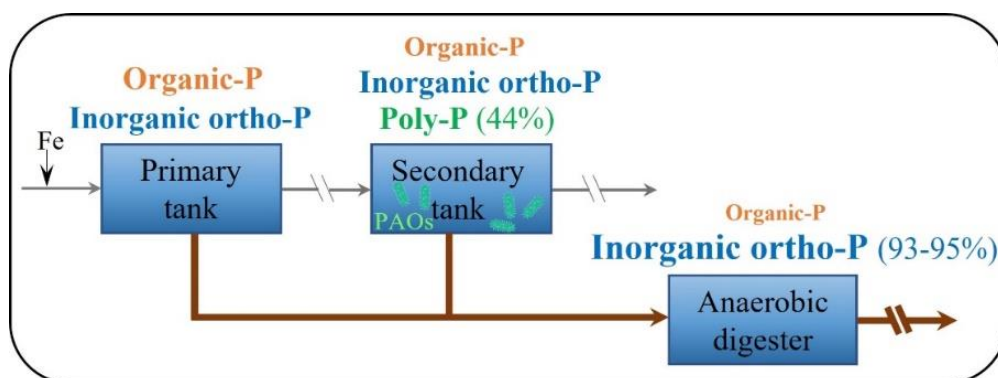 Organic-P
Inorganic ortho-P
Fe
Primary
tank
Organic-P
Inorganic ortho-P
Poly-P (44%)
Secondary
tank
PAOs
Organic-P
Inorganic ortho-P (93-95%)
Anaerobic
digester